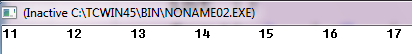 (Inactive C:\TCWIN45\BIN\NONAME02.EXE)
11 12 13 14 15 16 17